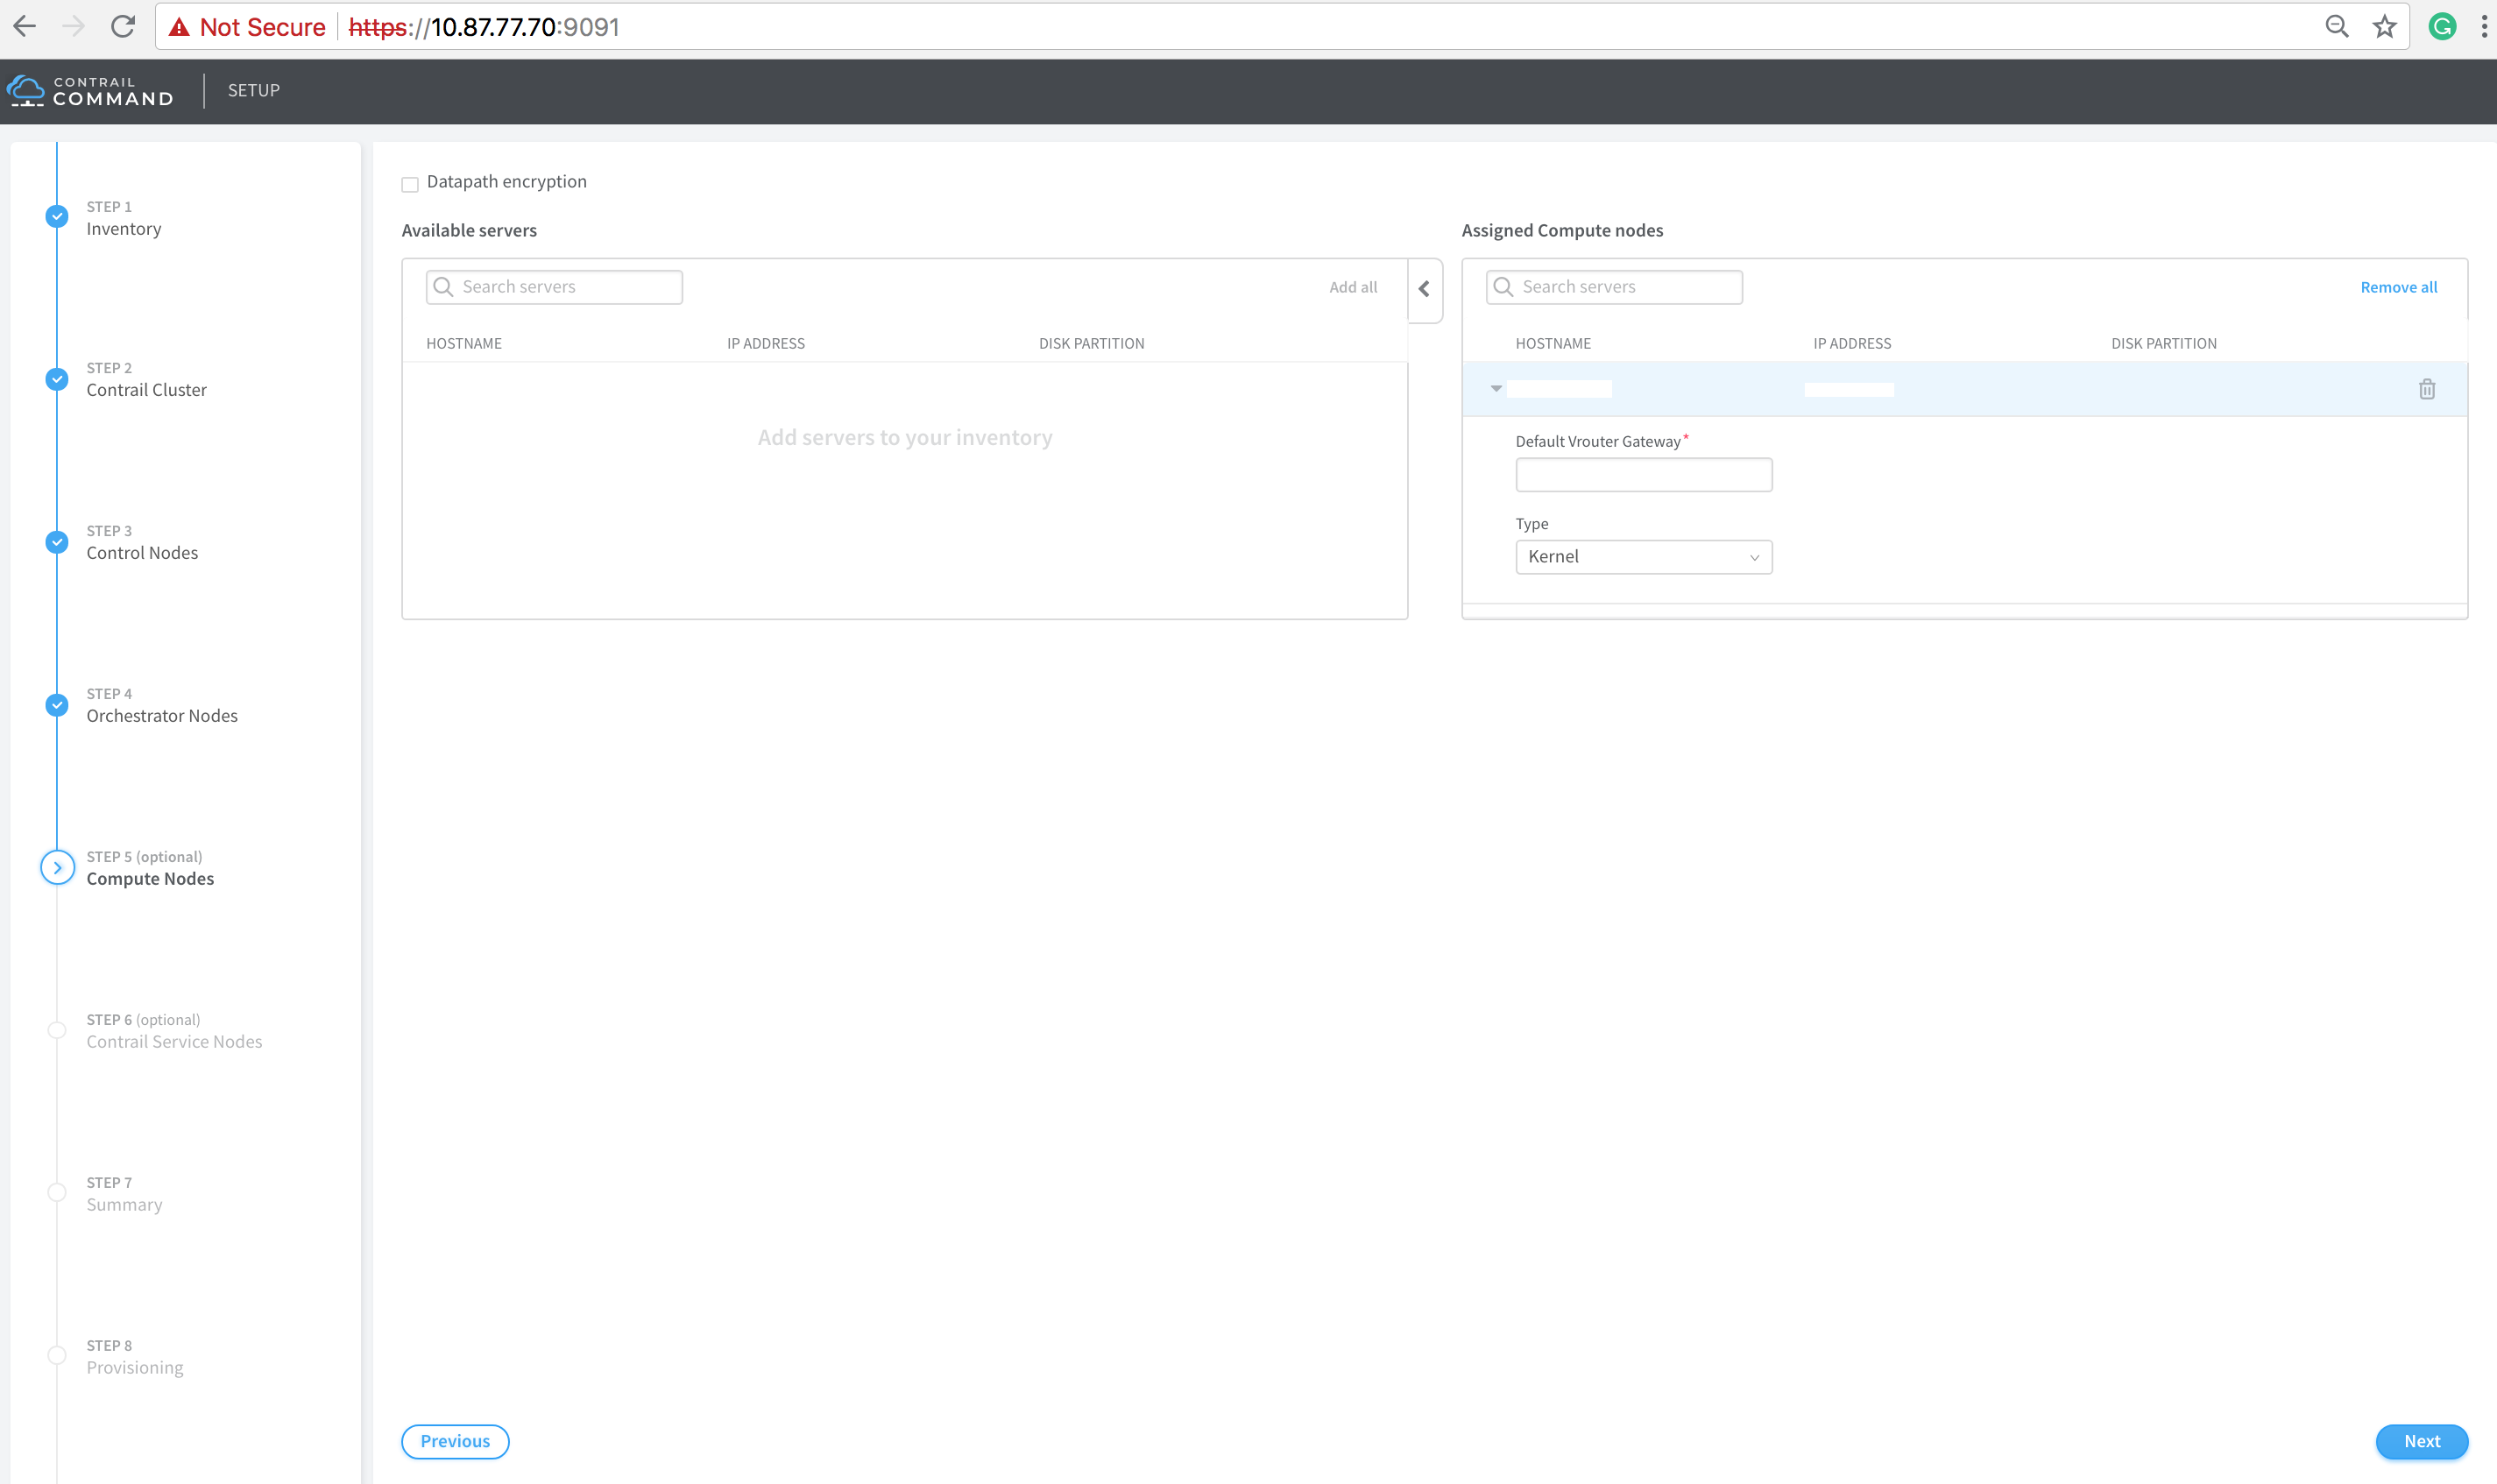 Not Secure https://10.87.77.70:9091
CONTRAIL
COMMAND
SETUP
STEP 1
Inventory
STEP 2
Contrail Cluster
STEP 3
Control Nodes
STEP 4
Orchestrator Nodes
STEP 5 (optional)
Compute Nodes
STEP 6 (optional)
Contrail Service Nodes
STEP 7
Summary
STEP 8
Provisioning
Datapath encryption
Available servers
Search servers Add all
HOSTNAME IP ADDRESS DISK PARTITION
Add servers to your inventory
Assigned Compute nodes
Search servers Remove all
HOSTNAME IP ADDRESS DISK PARTITION
Default Vrouter Gateway*
Type
Kernel
Previous Next